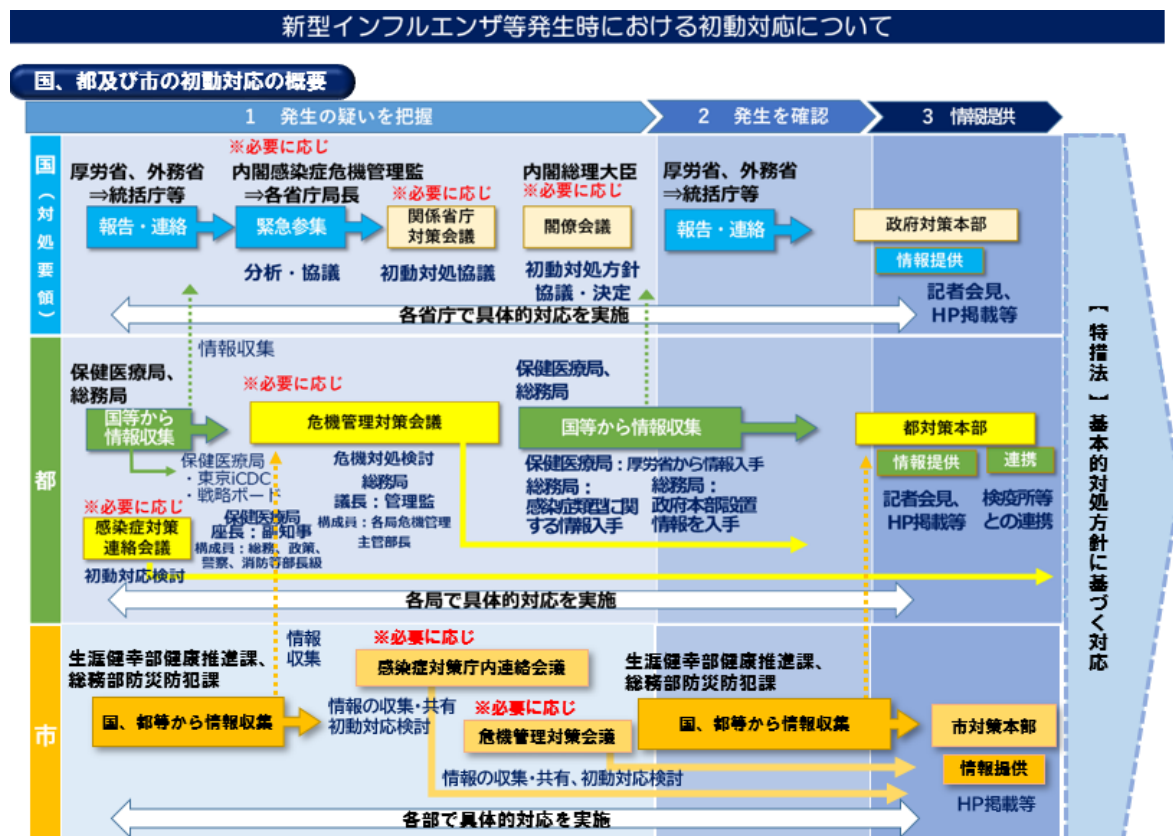 新型インフルエンザ等発生時における初動対応について
国、都及び市の初動対応の概要
1 発生の疑いを把握
2 発生を確認
3 情報提供
国(対処要領)
厚労省、外務省
⇒統括庁等
報告・連絡
※必要に応じ
内閣感染症危機管理監
⇒各省庁局長
緊急参集
分析・協議
※必要に応じ
関係省庁
対策会議
初動対処協議
内閣総理大臣
※必要に応じ
閣僚会議
初動対処方針
協議・決定
厚労省、外務省
⇒統括庁等
報告・連絡
政府対策本部
情報提供
記者会見、
HP掲載等
各省庁で具体的対応を実施
都
情報収集
保健医療局、
総務局
国等から
情報収集
保健医療局
・東京iCDC
・戦略ボード
※必要に応じ
感染症対策
連絡会議
初動対応検討
保健医療局
座長：副知事
構成員：総務、政策、
警察、消防等部長級
※必要に応じ
危機管理対策会議
危機対処検討
総務局
議長：管理監
構成員：各局危機管理
主管部長
保健医療局、
総務局
国等から情報収集
保健医療局：厚労省から情報入手
総務局：
感染症類型に関
する情報入手
総務局：
政府本部設置
情報を入手
都対策本部
情報提供
連携
記者会見、
HP掲載等
検疫所等
との連携
各局で具体的対応を実施
市
生涯健幸部健康推進課、
総務部防災防犯課
国、都等から情報収集
情報
収集
※必要に応じ
感染症対策庁内連絡会議
情報の収集・共有
初動対応検討
※必要に応じ
危機管理対策会議
情報の収集・共有、初動対応検討
生涯健幸部健康推進課、
総務部防災防犯課
国、都等から情報収集
市対策本部
情報提供
HP掲載等
各部で具体的対応を実施
【特措法】基本的対処方針に基づく対応